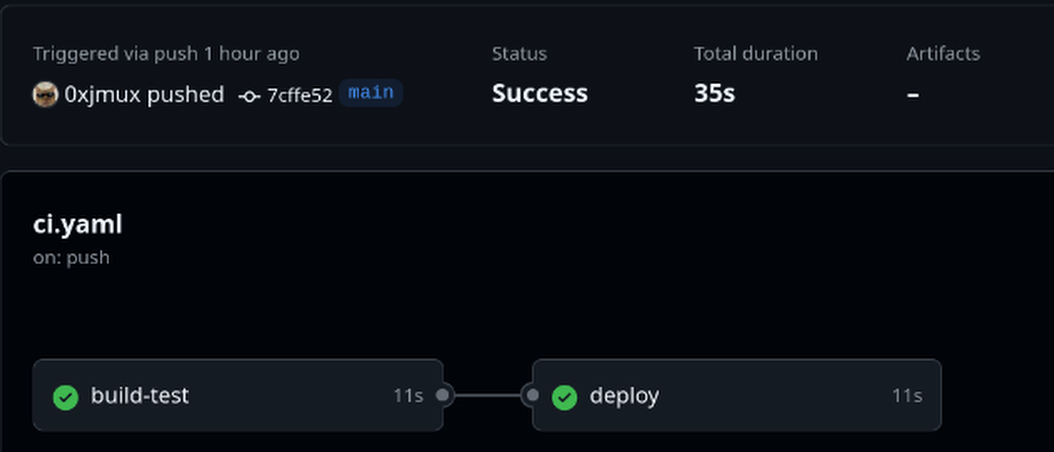 Triggered via push 1 hour ago
0xjmux pushed 7cffe52 main
Status
Success
Total duration
35s
Artifacts
–
ci.yaml
on: push
build-test 11s
deploy 11s